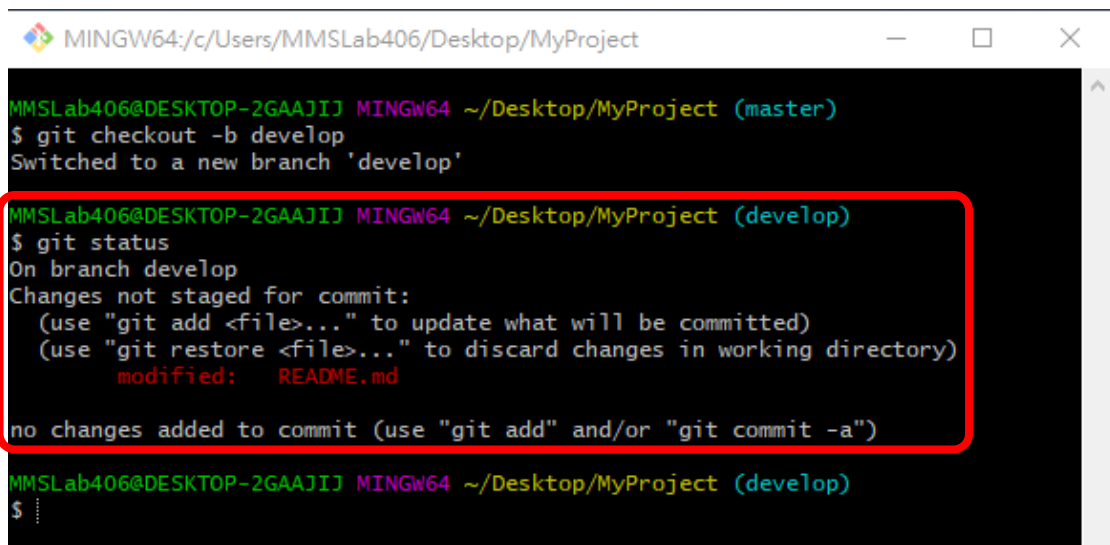 MINGW64:/c/Users/MMSLab406/Desktop/MyProject
MMSLab406@DESKTOP-2GAAJIJ MINGW64 ~/Desktop/MyProject (master)
$ git checkout -b develop
Switched to a new branch 'develop'
MMSLab406@DESKTOP-2GAAJIJ MINGW64 ~/Desktop/MyProject (develop)
$ git status
On branch develop
Changes not staged for commit:
  (use "git add <file>..." to update what will be committed)
  (use "git restore <file>..." to discard changes in working directory)
        modified:   README.md
no changes added to commit (use "git add" and/or "git commit -a")
MMSLab406@DESKTOP-2GAAJIJ MINGW64 ~/Desktop/MyProject (develop)
$